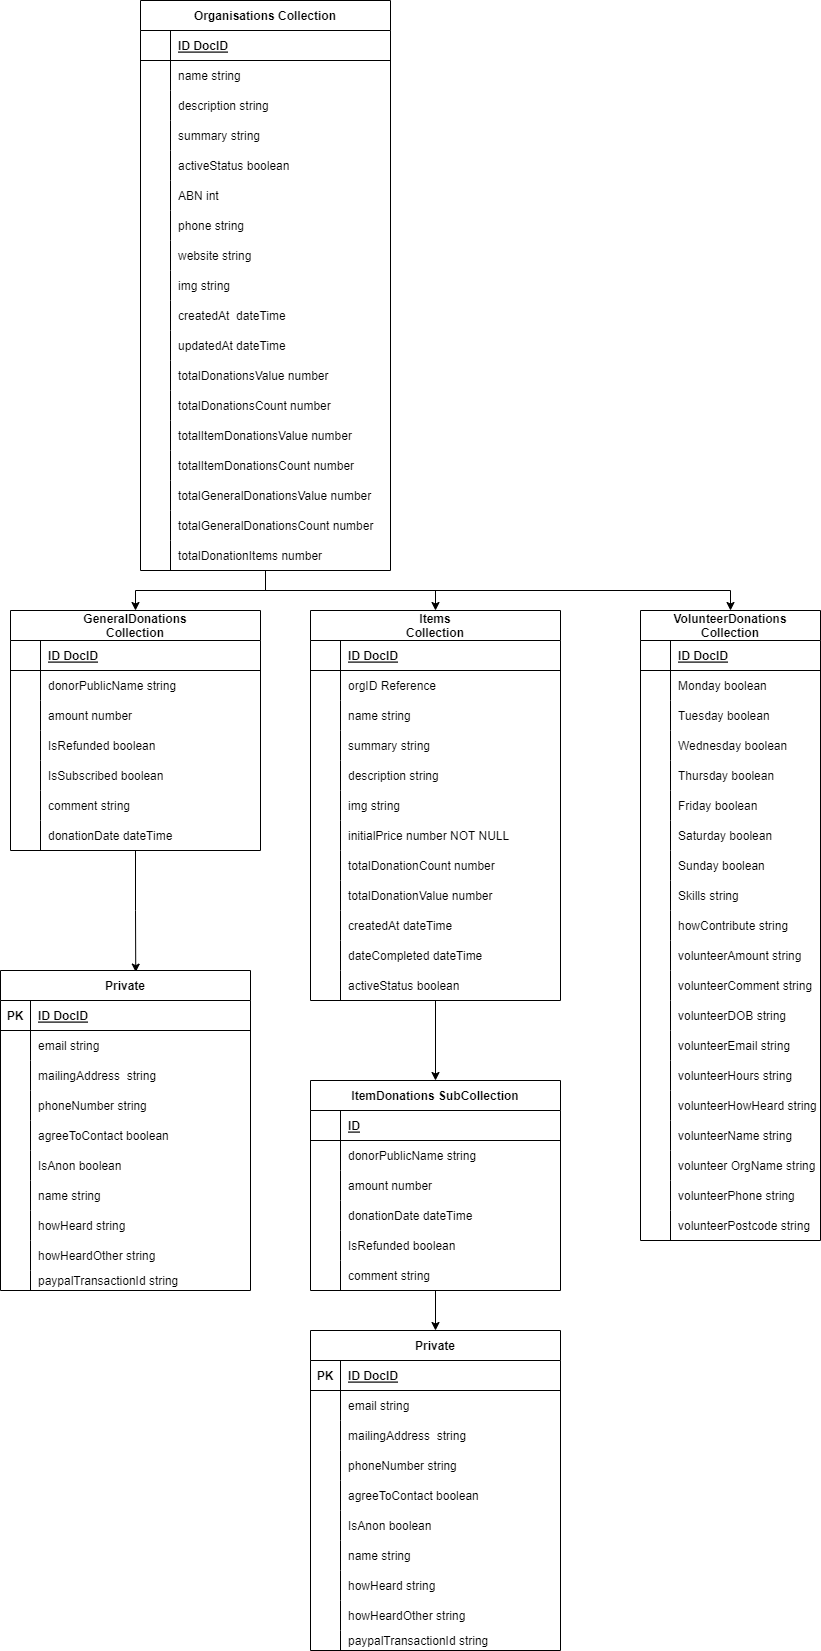 Organisations Collection
ID DocID
name string
description string
summary string
activeStatus boolean
ABN int
phone string
website string
img string
createdAt  dateTime
updatedAt dateTime
totalDonationsValue number
totalDonationsCount number
totalItemDonationsValue number
totalItemDonationsCount number
totalGeneralDonationsValue number
totalGeneralDonationsCount number
totalDonationItems number
GeneralDonations
Collection
ID DocID
donorPublicName string
amount number
IsRefunded boolean
IsSubscribed boolean
comment string
donationDate dateTime
Private
PK ID DocID
email string
mailingAddress  string
phoneNumber string
agreeToContact boolean
IsAnon boolean
name string
howHeard string
howHeardOther string
paypalTransactionId string
Items
Collection
ID DocID
orgID Reference
name string
summary string
description string
img string
initialPrice number NOT NULL
totalDonationCount number
totalDonationValue number
createdAt dateTime
dateCompleted dateTime
activeStatus boolean
ItemDonations SubCollection
ID
donorPublicName string
amount number
donationDate dateTime
IsRefunded boolean
comment string
Private
PK ID DocID
email string
mailingAddress  string
phoneNumber string
agreeToContact boolean
IsAnon boolean
name string
howHeard string
howHeardOther string
paypalTransactionId string
VolunteerDonations
Collection
ID DocID
Monday boolean
Tuesday boolean
Wednesday boolean
Thursday boolean
Friday boolean
Saturday boolean
Sunday boolean
Skills string
howContribute string
volunteerAmount string
volunteerComment string
volunteerDOB string
volunteerEmail string
volunteerHours string
volunteerHowHeard string
volunteerName string
volunteer OrgName string
volunteerPhone string
volunteerPostcode string